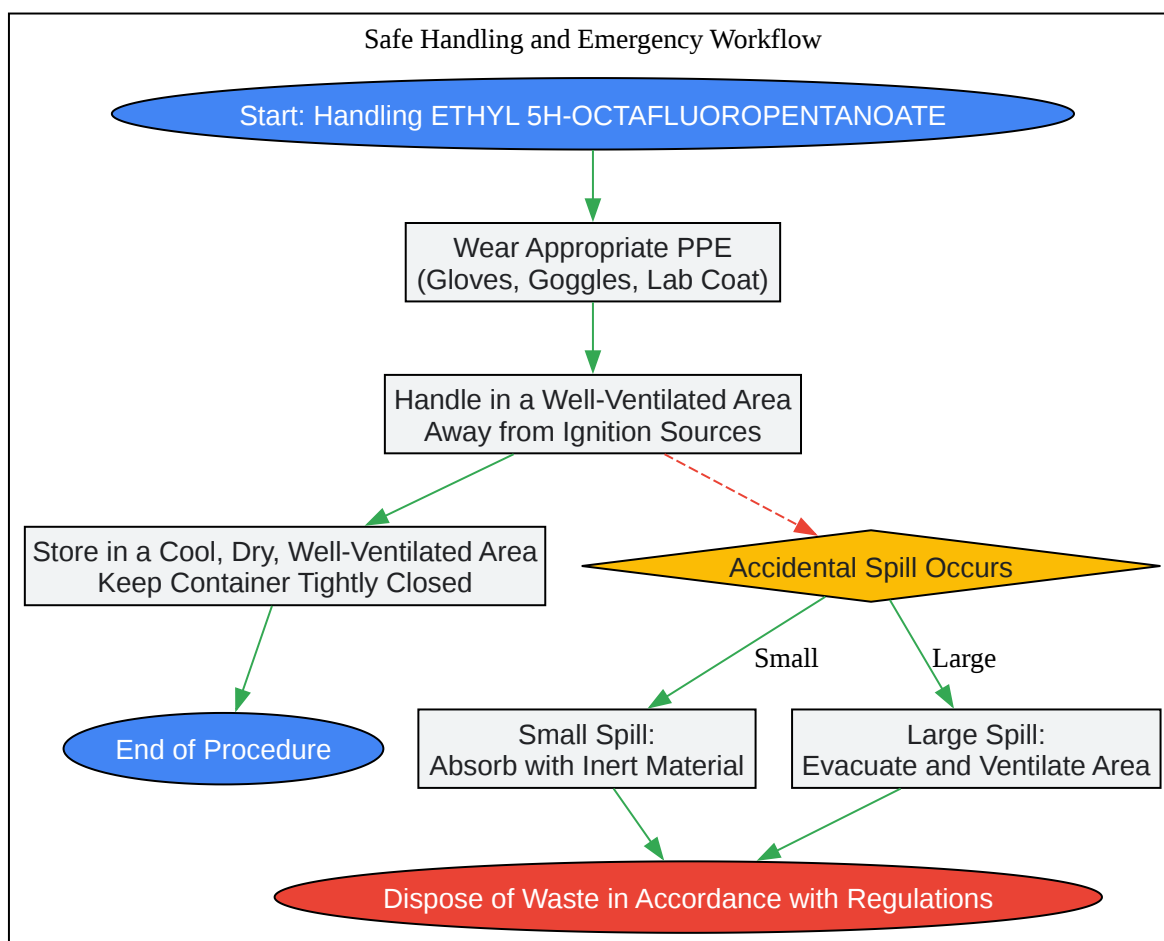 Safe Handling and Emergency Workflow
Start: Handling ETHYL 5H-OCTAFLUOROPENTANOATE
Wear Appropriate PPE
(Gloves, Goggles, Lab Coat)
Handle in a Well-Ventilated Area
Away from Ignition Sources
Store in a Cool, Dry, Well-Ventilated Area
Keep Container Tightly Closed
Accidental Spill Occurs
Small
Large
End of Procedure
Small Spill:
Absorb with Inert Material
Large Spill:
Evacuate and Ventilate Area
Dispose of Waste in Accordance with Regulations